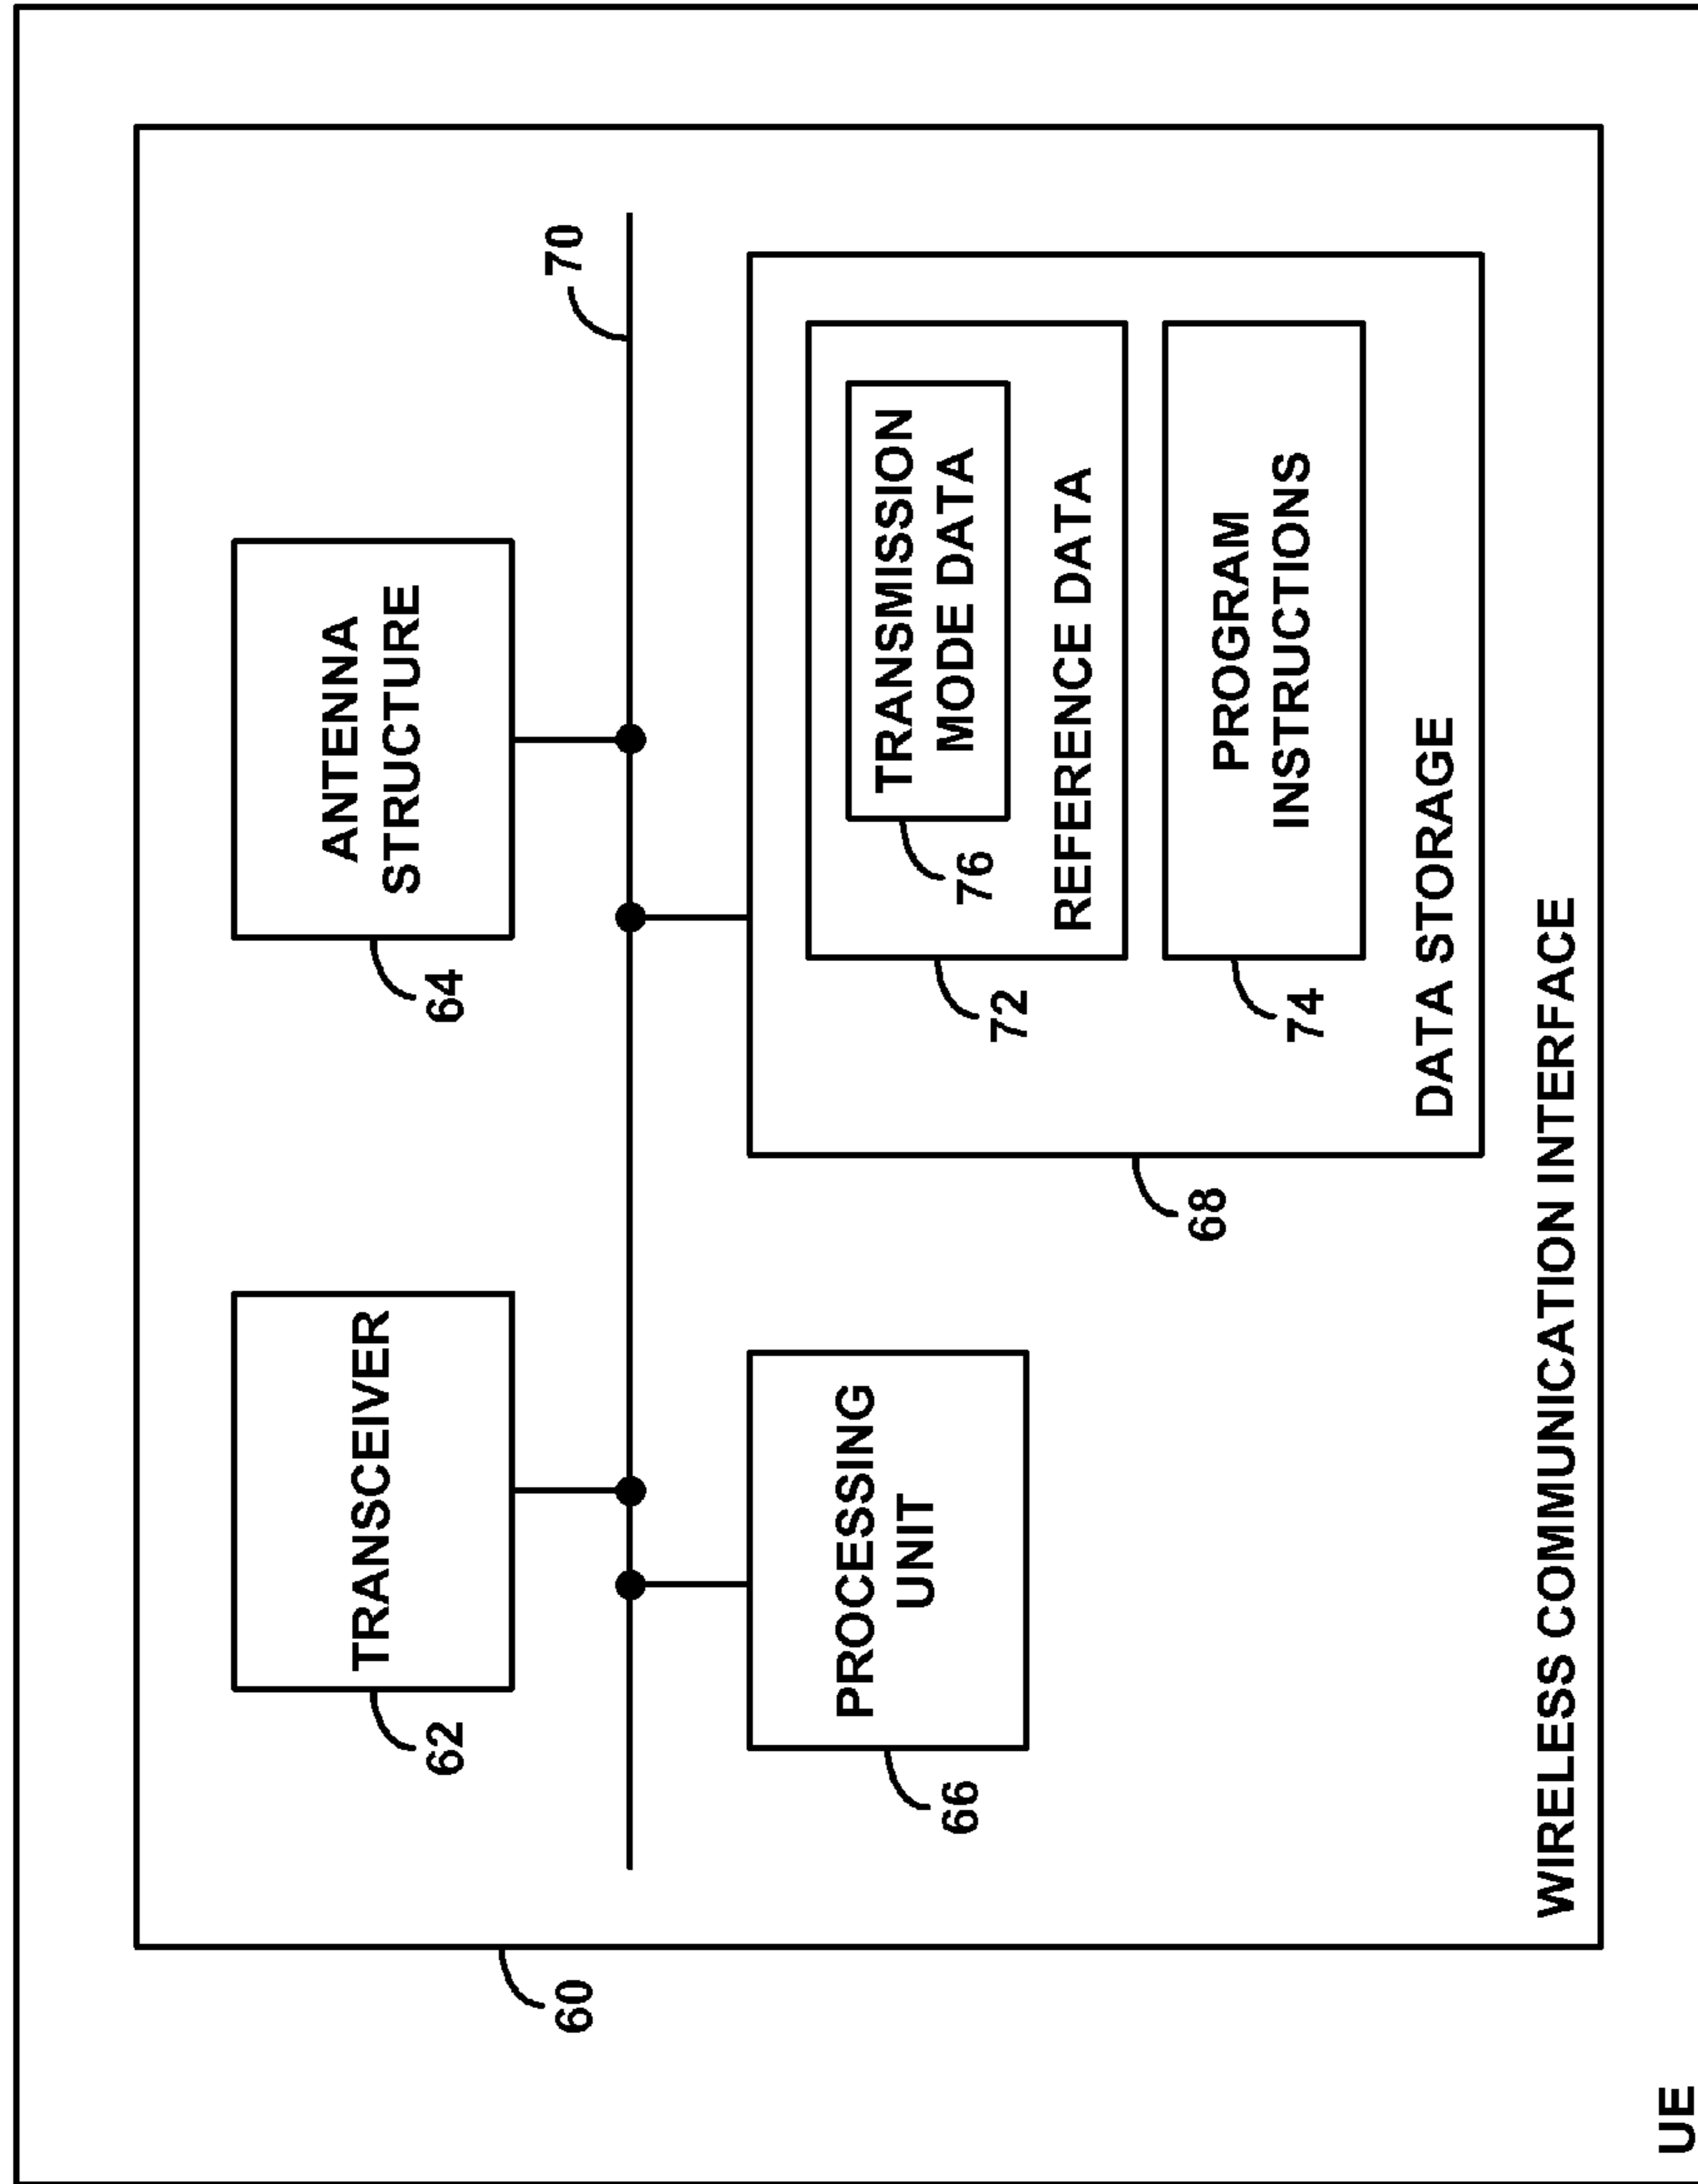 62
TRANSCEIVER
64
ANTENNA
STRUCTURE
70
66
PROCESSING
UNIT
68
72
76
TRANSMISSION
MODE DATA
REFERENCE DATA
74
PROGRAM
INSTRUCTIONS
DATA STORAGE
60
WIRELESS COMMUNICATION INTERFACE
UE